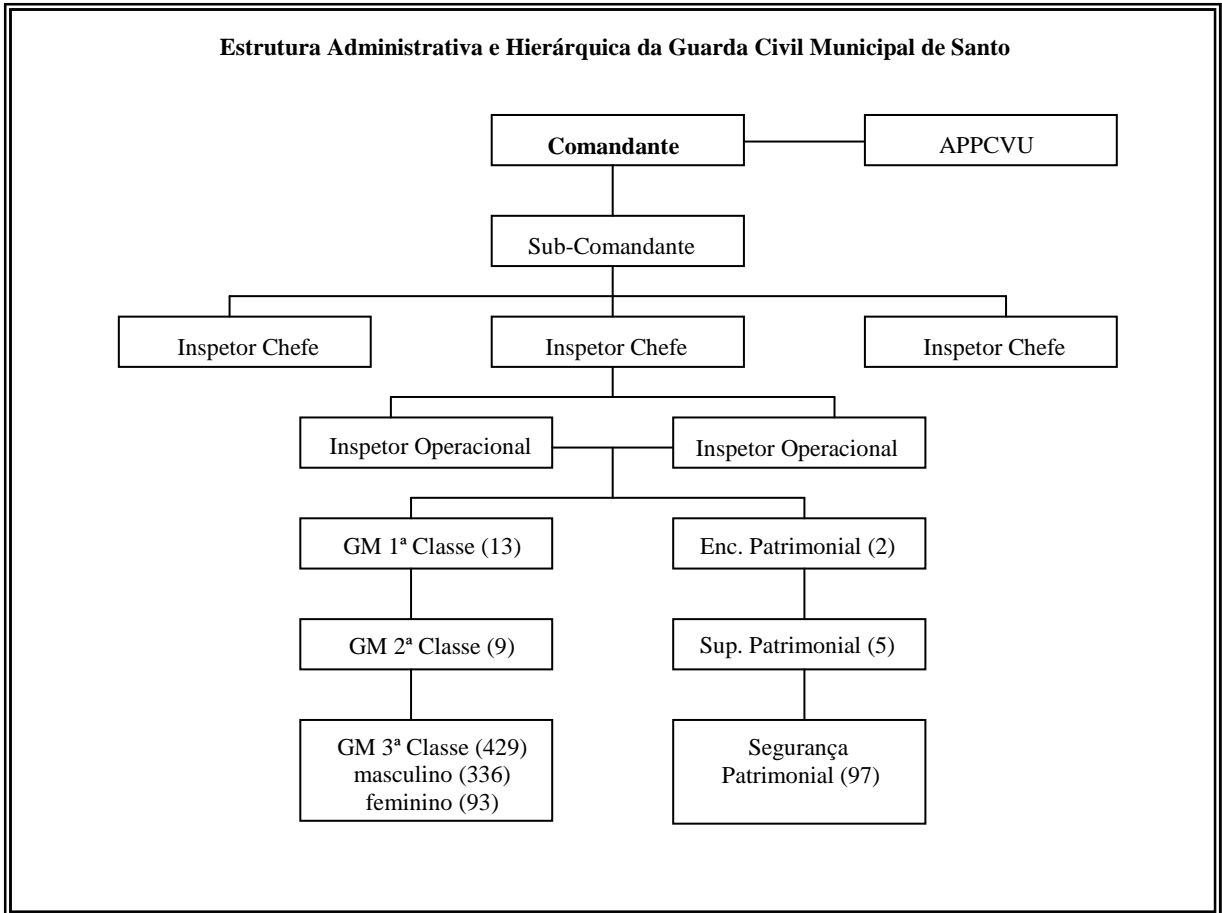 Estrutura Administrativa e Hierárquica da Guarda Civil Municipal de Santo
Comandante
APPCVU
Sub-Comandante
Inspetor Chefe
Inspetor Chefe
Inspetor Chefe
Inspetor Operacional
Inspetor Operacional
GM 1ª Classe (13)
Enc. Patrimonial (2)
GM 2ª Classe (9)
Sup. Patrimonial (5)
GM 3ª Classe (429)
masculino (336)
feminino (93)
Segurança
Patrimonial (97)